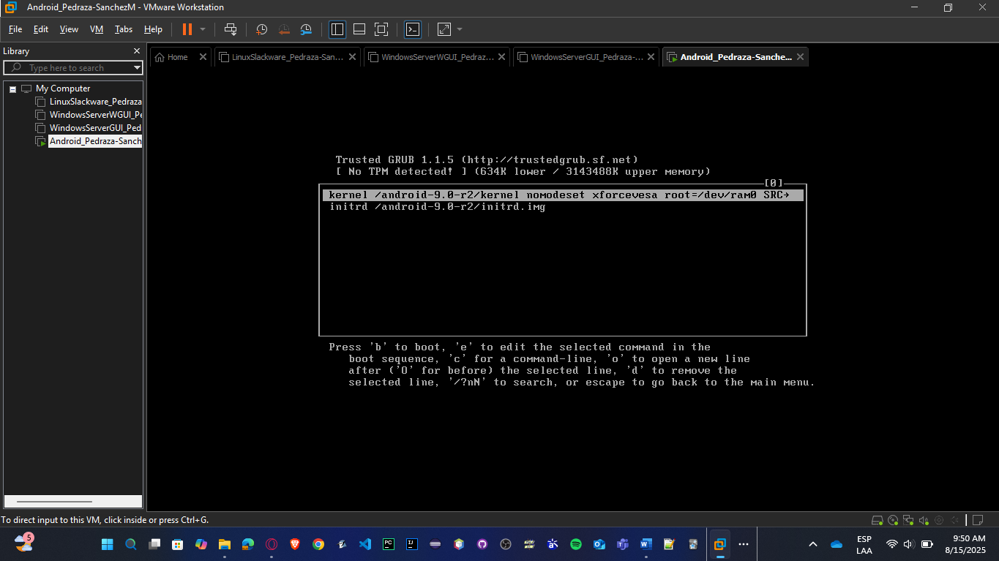 Android_Pedraza-SanchezM - VMware Workstation
File Edit View VM Tabs Help
Library
Type here to search
My Computer
LinuxSlackware_Pedraza
WindowsServerWGUI_Pe
WindowsServerGUI_Ped
Android_Pedraza-Sanch
Home
LinuxSlackware_Pedraza-San...
WindowsServerWGUI_Pedraz...
WindowsServerGUI_Pedraza-...
Android_Pedraza-Sanche...
Trusted GRUB 1.1.5 (http://trustedgrub.sf.net)
[ No TPM detected! ] (634K lower / 3143488K upper memory)
[0]
kernel /android-9.0-r2/kernel nomodeset xforcevesa root=/dev/ram0 SRC→
initrd /android-9.0-r2/initrd.img
Press 'b' to boot, 'e' to edit the selected command in the
boot sequence, 'c' for a command-line, 'o' to open a new line
after ('O' for before) the selected line, 'd' to remove the
selected line, '/?nN' to search, or escape to go back to the main menu.
To direct input to this VM, click inside or press Ctrl+G.
5
ESP
LAA
9:50 AM
8/15/2025